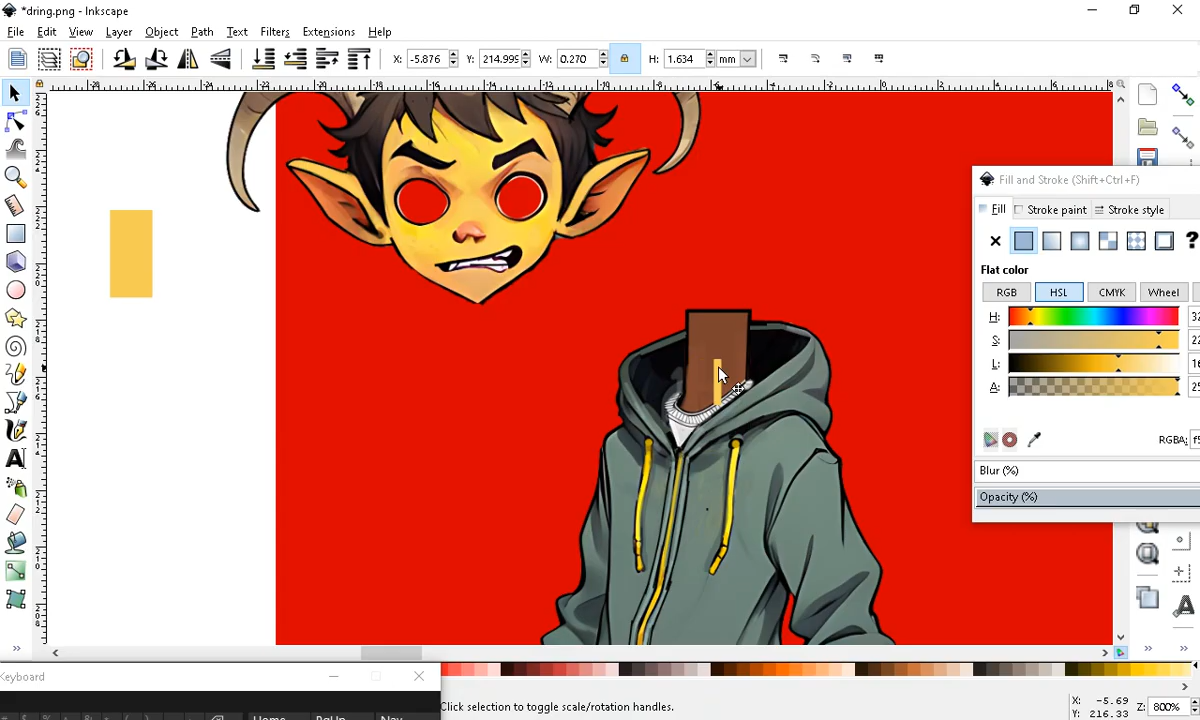 *dring.png - Inkscape
File Edit View Layer Object Path Text Filters Extensions Help
X: -5.876 Y: 214.995 W: 0.270 H: 1.634 mm
Fill and Stroke (Shift+Ctrl+F)
Fill Stroke paint Stroke style
?
Flat color
RGB HSL CMYK Wheel
H:
S:
L:
A:
RGBA:
Blur (%)
Opacity (%)
Keyboard
Home PgUp Nav
Click selection to toggle scale/rotation handles.
X: -5.69
Y: 216.33
Z: 800%